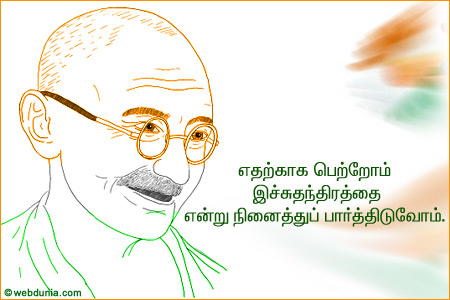 எதற்காக பெற்றோம்
இச்சுதந்திரத்தை
என்று நினைத்துப் பார்த்திடுவோம்.
© webdunia.com